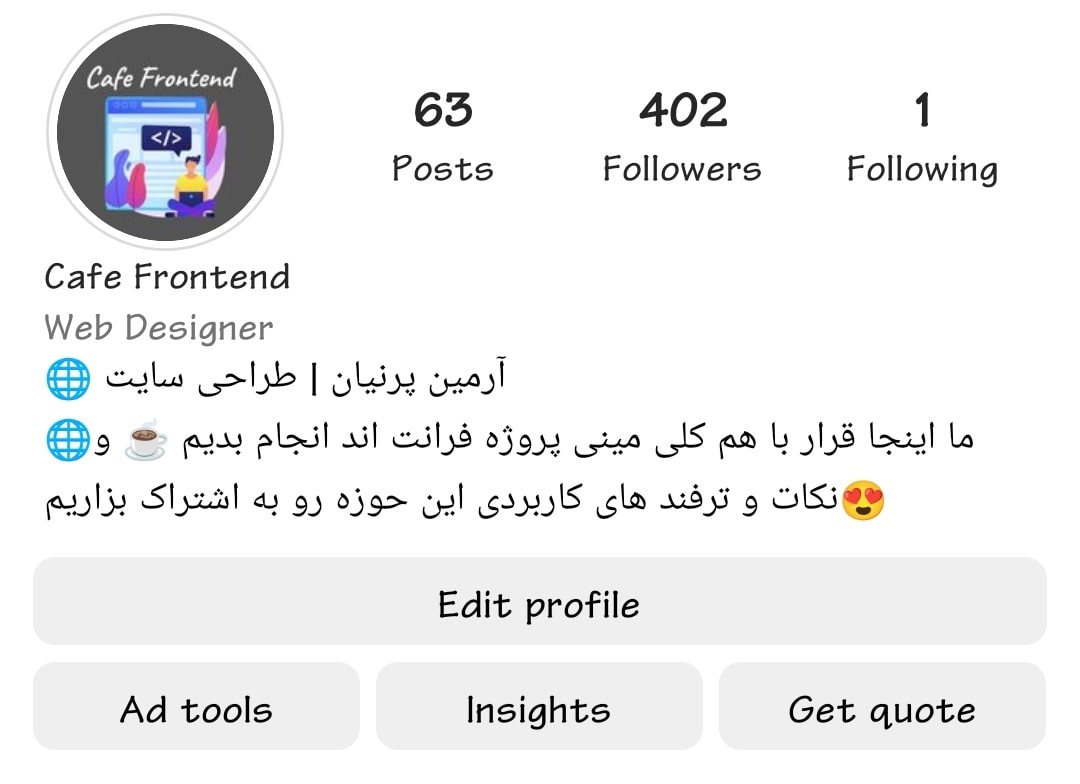 Cafe Frontend
</>
63
Posts
402
Followers
1
Following
Cafe Frontend
Web Designer
آرمین پرنیان | طراحی سایت 🌐
ما اینجا قرار با هم کلی مینی پروژه فرانت اند انجام بدیم ☕ و🌐
😍نکات و ترفند های کاربردی این حوزه رو به اشتراک بزاریم
Edit profile
Ad tools
Insights
Get quote